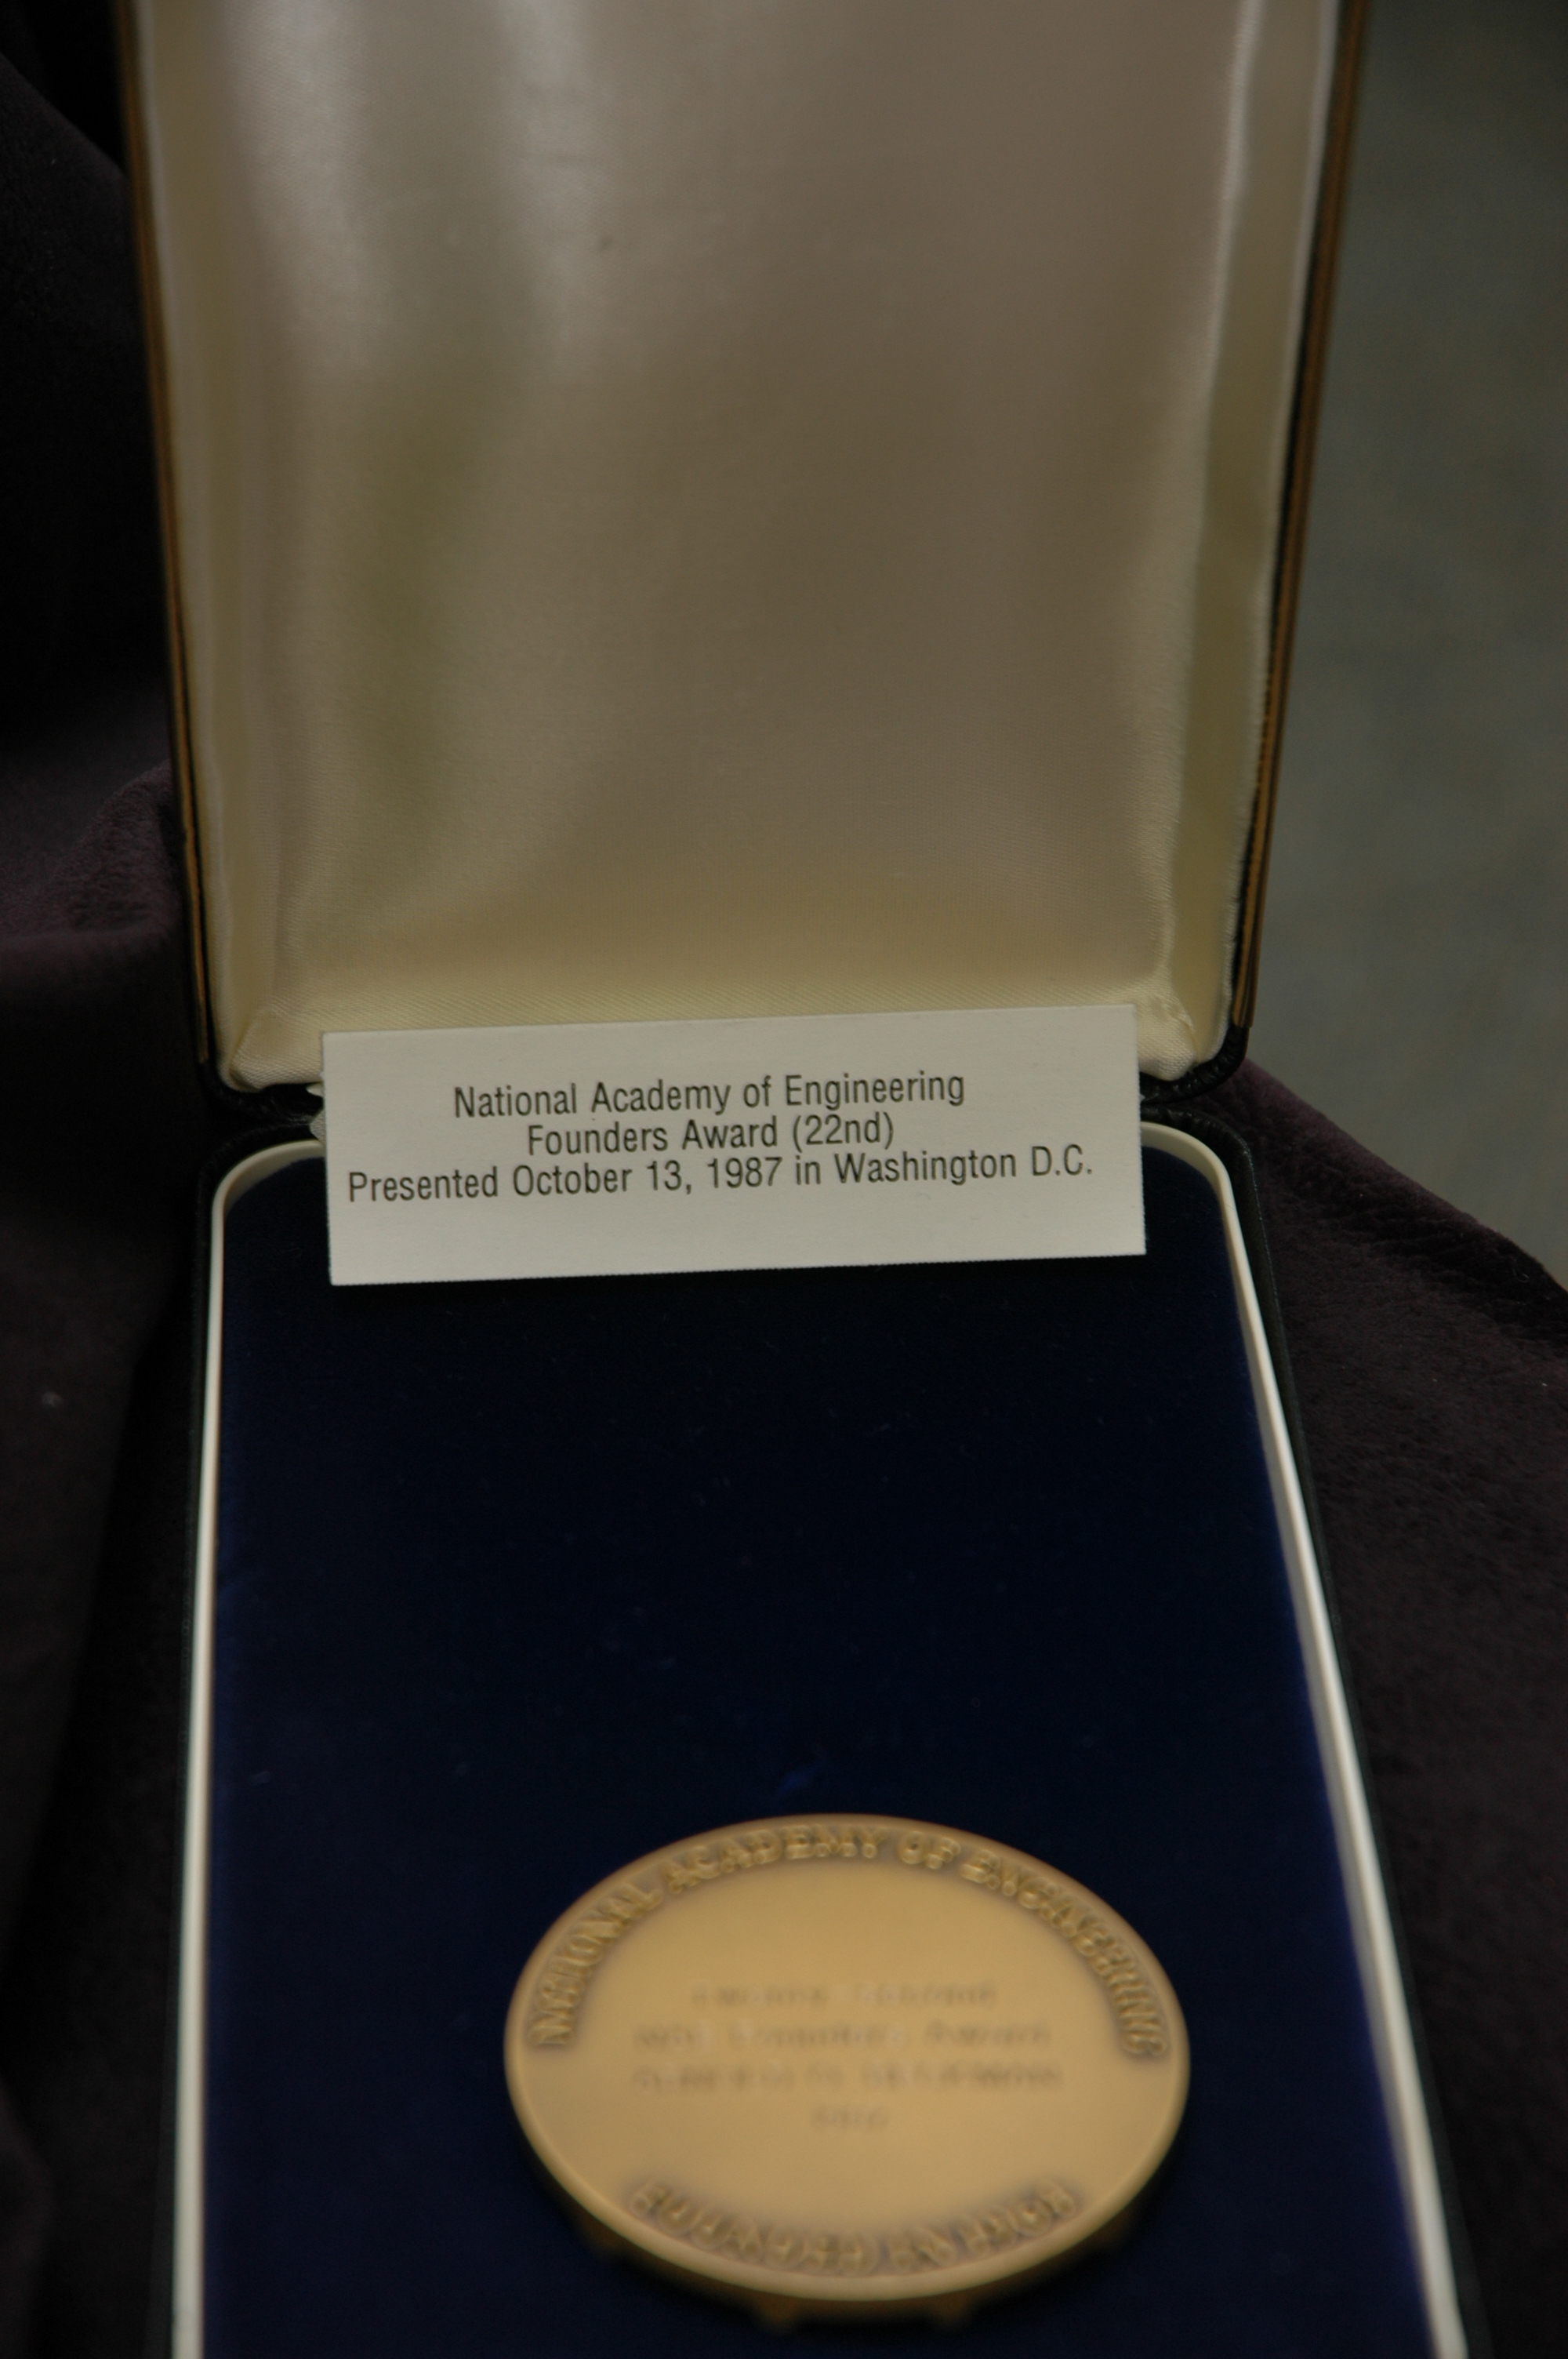 National Academy of Engineering
Founders Award (22nd)
Presented October 13, 1987 in Washington D.C.
NATIONAL ACADEMY OF ENGINEERING
Founders Award